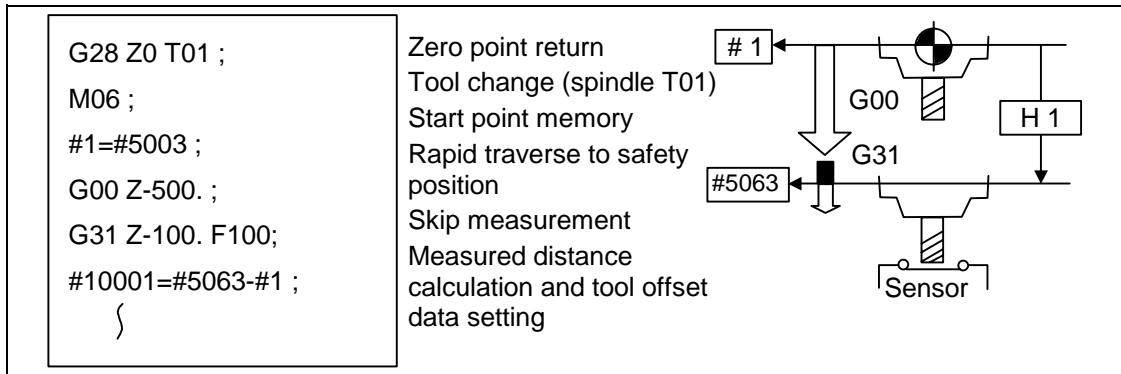 G28 Z0 T01 ;
M06 ;
#1=#5003 ;
G00 Z-500. ;
G31 Z-100. F100;
#10001=#5063-#1 ;
Zero point return
Tool change (spindle T01)
Start point memory
Rapid traverse to safety
position
Skip measurement
Measured distance
calculation and tool offset
data setting
# 1
G00
H 1
G31
#5063
Sensor